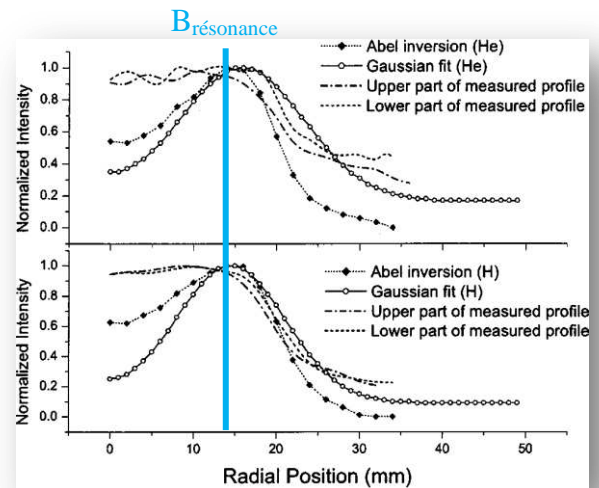 Brésonance
Abel inversion (He)
Gaussian fit (He)
Upper part of measured profile
Lower part of measured profile
Normalized Intensity
1.0
0.8
0.6
0.4
0.2
0.0
Abel inversion (H)
Gaussian fit (H)
Upper part of measured profile
Lower part of measured profile
Normalized Intensity
1.0
0.8
0.6
0.4
0.2
0.0
0 10 20 30 40 50
Radial Position (mm)